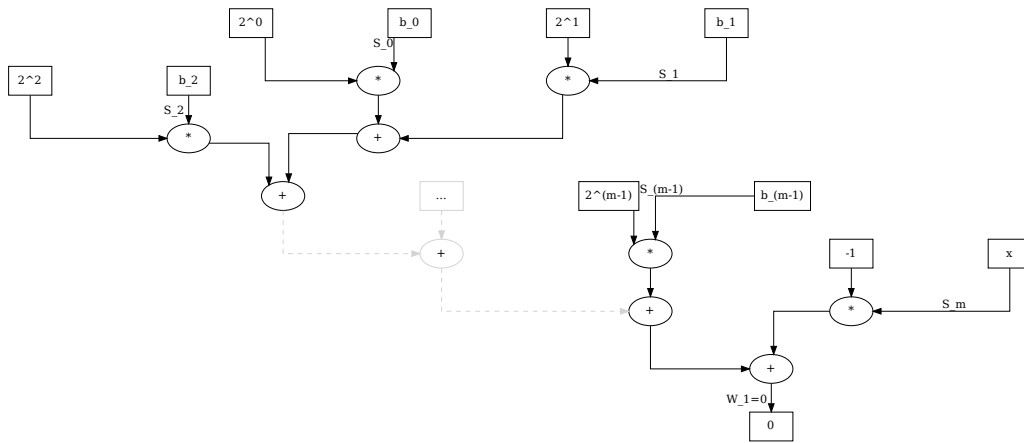 2^0
b_0
2^1
b_1
S_0
2^2
b_2
*
*
S_1
S_2
*
+
+
...
2^(m-1)
S_(m-1)
b_(m-1)
+
*
-1
x
+
*
S_m
+
W_1=0
0